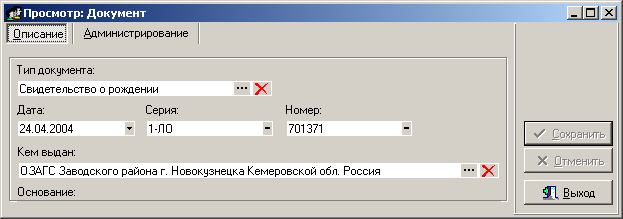 Просмотр: Документ
Описание Администрирование
Тип документа:
Свидетельство о рождении
Дата: Серия: Номер:
24.04.2004 1-ЛО 701371
Сохранить
Кем выдан:
Отменить
ОЗАГС Заводского района г. Новокузнецка Кемеровской обл. Россия
Основание:
Выход